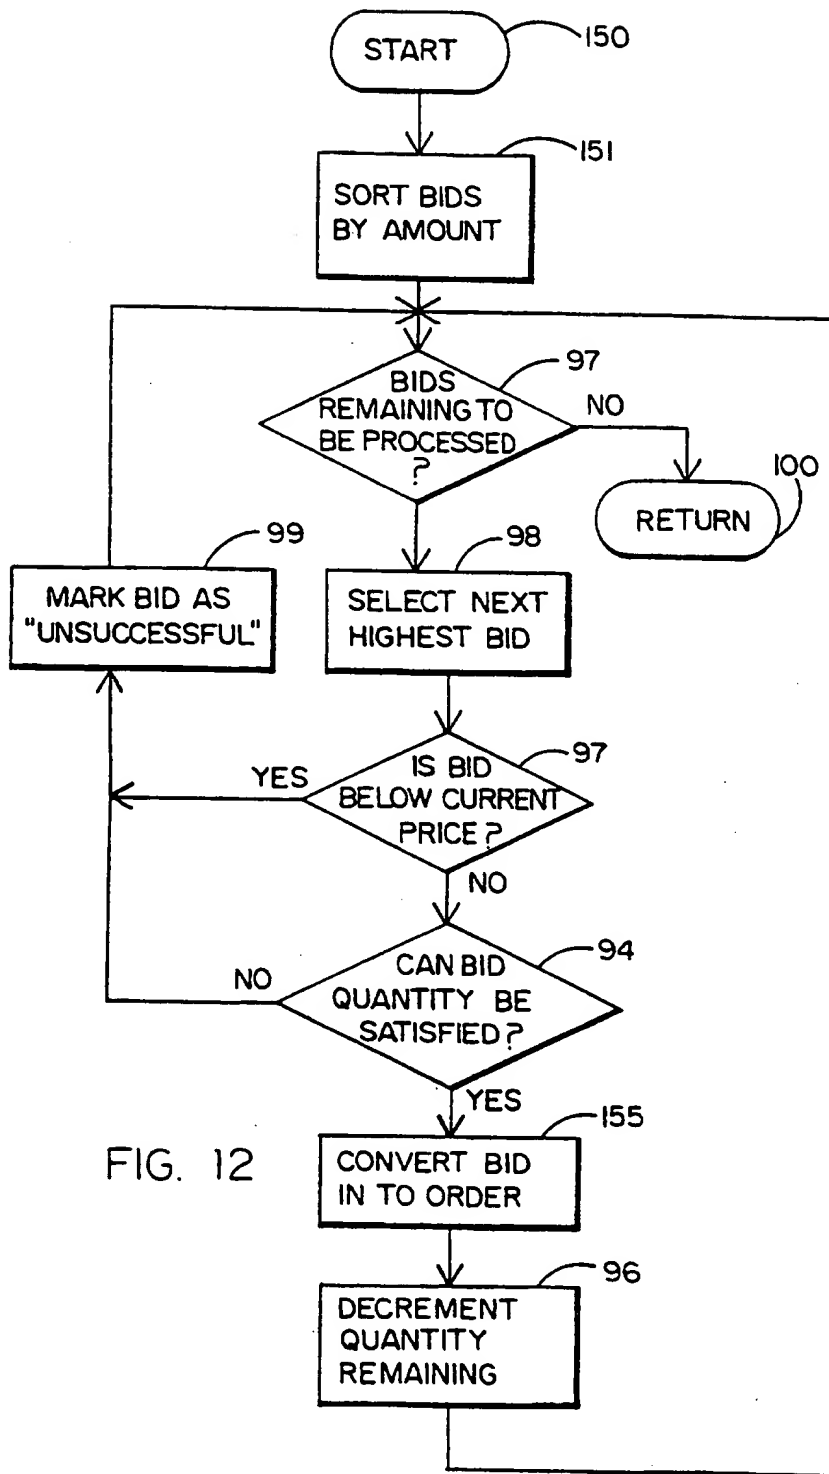 START
150
151
SORT BIDS
BY AMOUNT
97
BIDS
REMAINING TO
BE PROCESSED
?
NO
100
RETURN
99
MARK BID AS
"UNSUCCESSFUL"
98
SELECT NEXT
HIGHEST BID
97
YES
IS BID
BELOW CURRENT
PRICE?
NO
94
NO
CAN BID
QUANTITY BE
SATISFIED?
YES
155
FIG. 12
CONVERT BID
IN TO ORDER
96
DECREMENT
QUANTITY
REMAINING